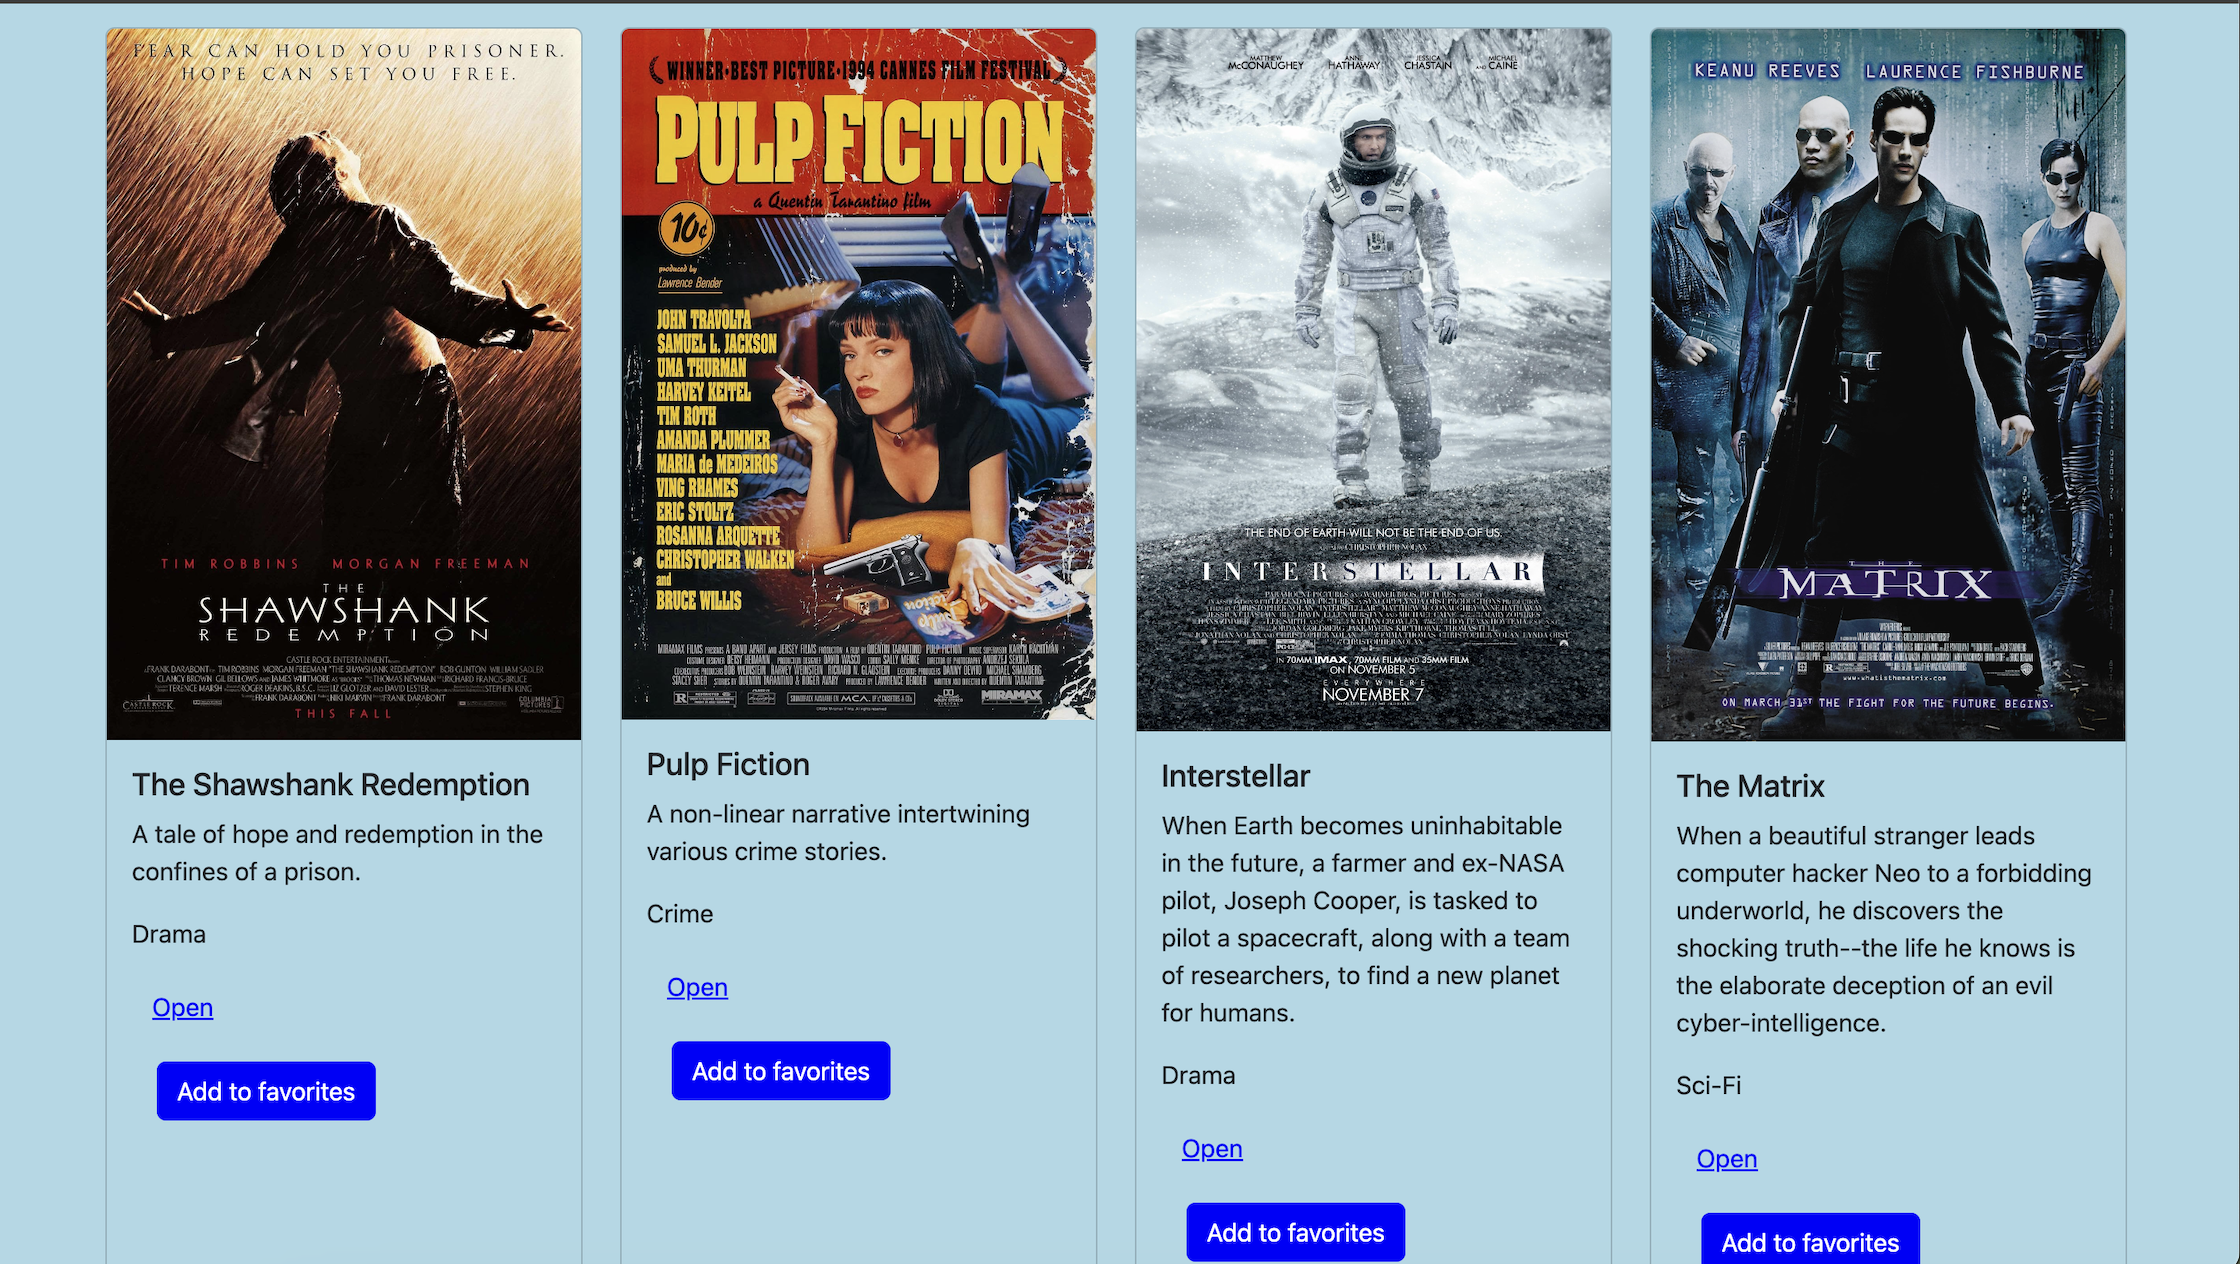 FEAR CAN HOLD YOU PRISONER.
HOPE CAN SET YOU FREE.
TIM ROBBINS MORGAN FREEMAN
THE
SHAWSHANK
REDEMPTION
CASTLE ROCK ENTERTAINMENT
THIS FALL
The Shawshank Redemption
A tale of hope and redemption in the
confines of a prison.
Drama
Open
Add to favorites
WINNER•BEST PICTURE•1994 CANNES FILM FESTIVAL
PULP FICTION
a Quentin Tarantino film
10¢
produced by
Lawrence Bender
JOHN TRAVOLTA
SAMUEL L. JACKSON
UMA THURMAN
HARVEY KEITEL
TIM ROTH
AMANDA PLUMMER
MARIA de MEDEIROS
VING RHAMES
ERIC STOLTZ
ROSANNA ARQUETTE
CHRISTOPHER WALKEN
and
BRUCE WILLIS
MIRAMAX
Pulp Fiction
A non-linear narrative intertwining
various crime stories.
Crime
Open
Add to favorites
MATTHEW McCONAUGHEY ANNE HATHAWAY JESSICA CHASTAIN AND MICHAEL CAINE
THE END OF EARTH WILL NOT BE THE END OF US.
INTERSTELLAR
IN 70MM IMAX, 70MM FILM AND 35MM FILM
ON NOVEMBER 5
EVERYWHERE
NOVEMBER 7
Interstellar
When Earth becomes uninhabitable
in the future, a farmer and ex-NASA
pilot, Joseph Cooper, is tasked to
pilot a spacecraft, along with a team
of researchers, to find a new planet
for humans.
Drama
Open
Add to favorites
KEANU REEVES LAURENCE FISHBURNE
THE
MATRIX
www.whatisthematrix.com
ON MARCH 31ST THE FIGHT FOR THE FUTURE BEGINS.
The Matrix
When a beautiful stranger leads
computer hacker Neo to a forbidding
underworld, he discovers the
shocking truth--the life he knows is
the elaborate deception of an evil
cyber-intelligence.
Sci-Fi
Open
Add to favorites